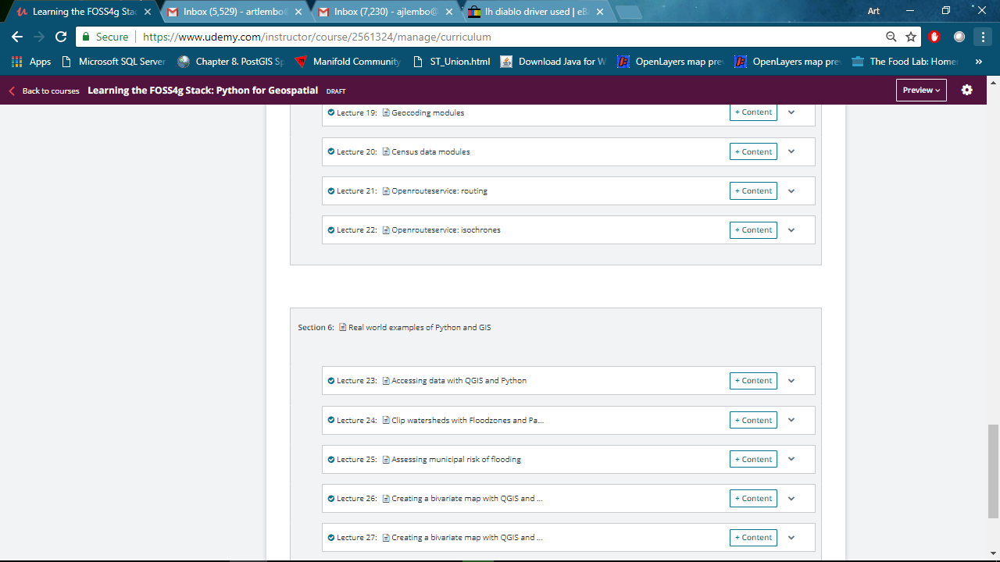 Learning the FOSS4g Stac
Inbox (5,529) - artlembo
Inbox (7,230) - ajlembo@
lh diablo driver used | eB
Art
Secure
https://www.udemy.com/instructor/course/2561324/manage/curriculum
Apps
Microsoft SQL Server
Chapter 8. PostGIS Sp
Manifold Community
ST_Union.html
Download Java for W
OpenLayers map prev
OpenLayers map prev
The Food Lab: Home
»
Back to courses
Learning the FOSS4g Stack: Python for Geospatial
DRAFT
Preview
Lecture 19: Geocoding modules
+ Content
Lecture 20: Census data modules
+ Content
Lecture 21: Openrouteservice: routing
+ Content
Lecture 22: Openrouteservice: isochrones
+ Content
Section 6: Real world examples of Python and GIS
Lecture 23: Accessing data with QGIS and Python
+ Content
Lecture 24: Clip watersheds with Floodzones and Pa...
+ Content
Lecture 25: Assessing municipal risk of flooding
+ Content
Lecture 26: Creating a bivariate map with QGIS and ...
+ Content
Lecture 27: Creating a bivariate map with QGIS and ...
+ Content